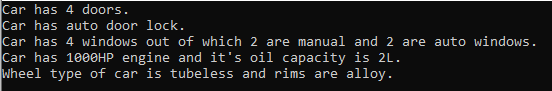 Car has 4 doors.
Car has auto door lock.
Car has 4 windows out of which 2 are manual and 2 are auto windows.
Car has 1000HP engine and it's oil capacity is 2L.
Wheel type of car is tubeless and rims are alloy.